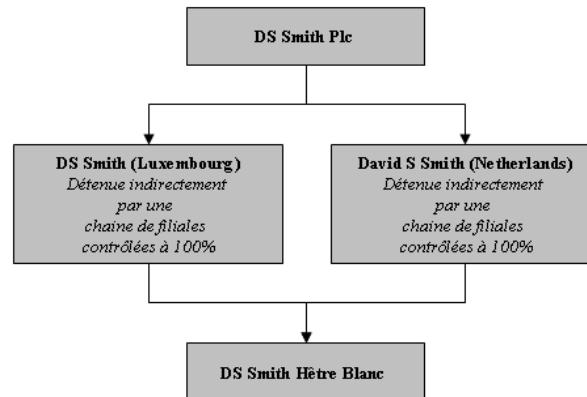 DS Smith Plc
DS Smith (Luxembourg)
Détenue indirectement
par une
chaine de filiales
contrôlées à 100%
David S Smith (Netherlands)
Détenue indirectement
par une
chaine de filiales
contrôlées à 100%
DS Smith Hêtre Blanc